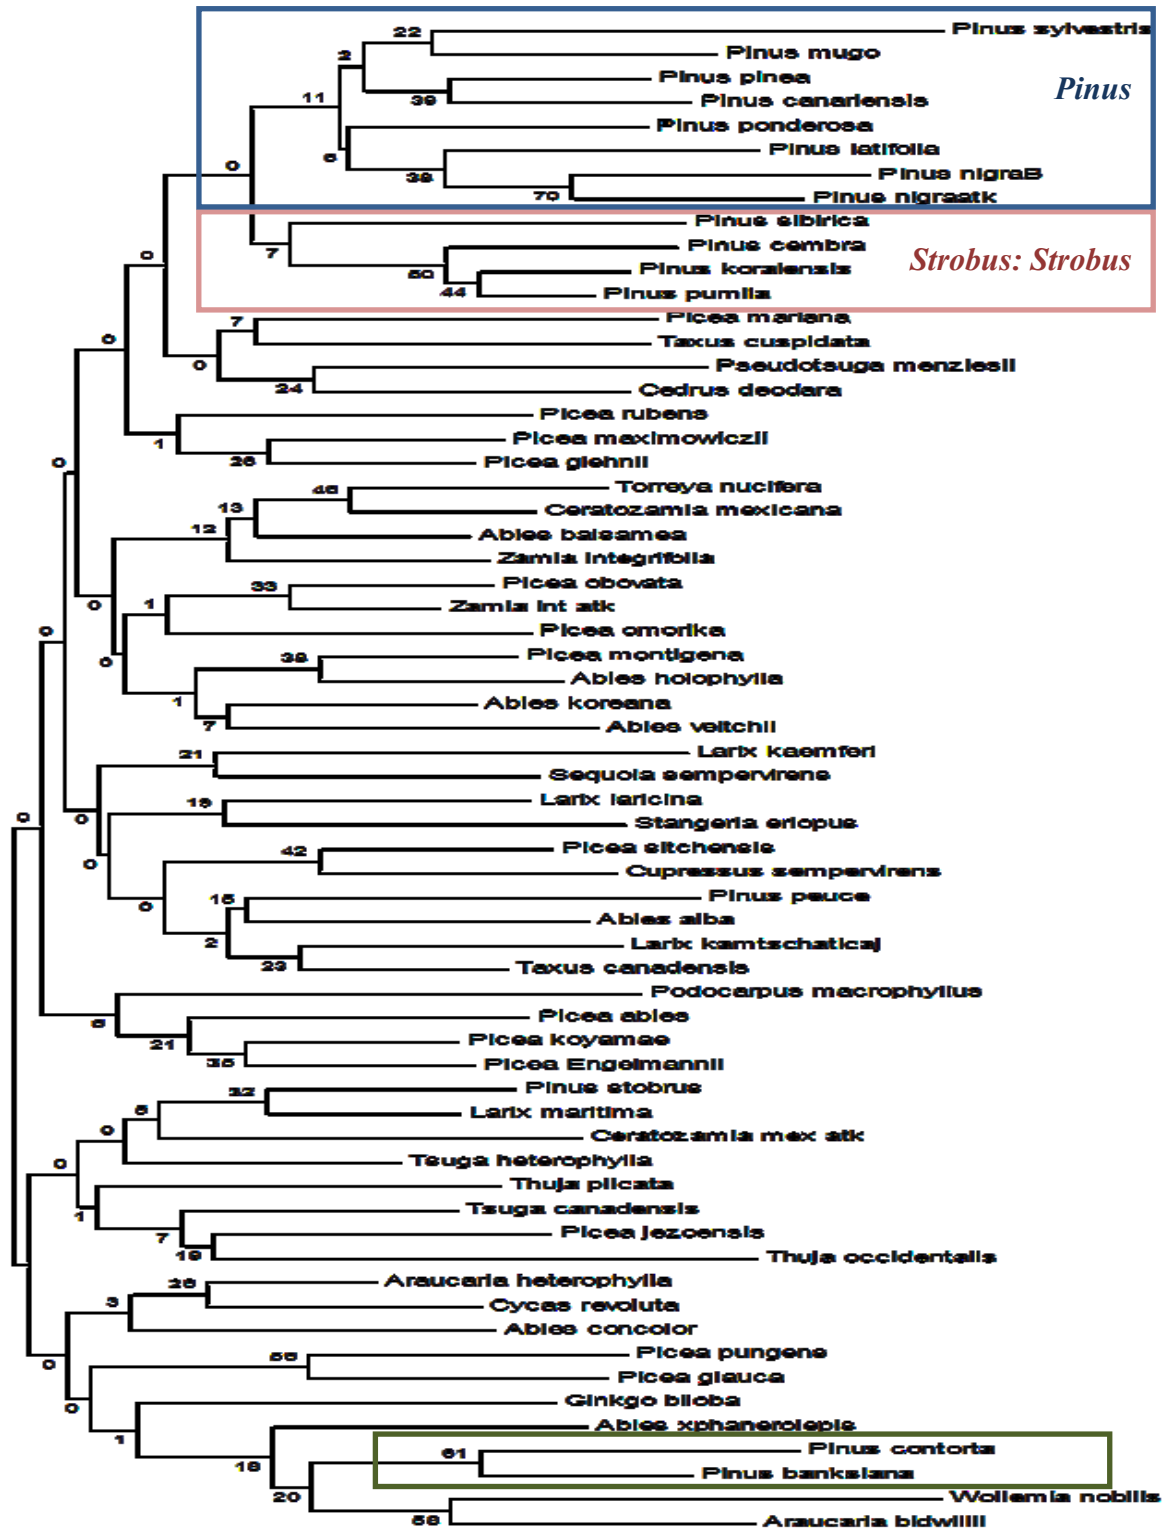 22 Pinus sylvestris
2 Pinus mugo
Pinus pinea
Pinus
11 39 Pinus canariensis
Pinus ponderosa
6 Pinus latifolia
0 38 Pinus nigraB
70 Pinus nigraatk
Pinus sibirica
7 Pinus cembra
Strobus: Strobus
0 50 Pinus koraiensis
44 Pinus pumila
7 Picea mariana
0 Taxus cuspidata
0 Pseudotsuga menziesii
24 Cedrus deodara
Picea rubens
1 Picea maximowiczii
0 26 Picea glehnii
46 Torreya nucifera
13 Ceratozamia mexicana
12 Abies balsamea
Zamia integrifolia
33 Picea obovata
0 1 Zamia int atk
0 Picea omorika
0 38 Picea montigena
Abies holophylla
1 Abies koreana
7 Abies veitchii
21 Larix kaemferi
Sequoia sempervirens
19 Larix laricina
0 0 Stangeria eriopus
42 Picea sitchensis
0 Cupressus sempervirens
0 15 Pinus peuce
Abies alba
2 Larix kamtschaticaj
23 Taxus canadensis
Podocarpus macrophyllus
6 Picea abies
21 Picea koyamae
35 Picea Engelmannii
32 Pinus stobrus
5 Larix maritima
0 Ceratozamia mex atk
0 Tsuga heterophylla
Thuja plicata
1 Tsuga canadensis
7 Picea jezoensis
19 Thuja occidentalis
26 Araucaria heterophylla
3 Cycas revoluta
Abies concolor
0 56 Picea pungens
Picea glauca
0 Ginkgo biloba
1 Abies xphanerolepis
61 Pinus contorta
18 Pinus banksiana
20 Wollemia nobilis
58 Araucaria bidwillii